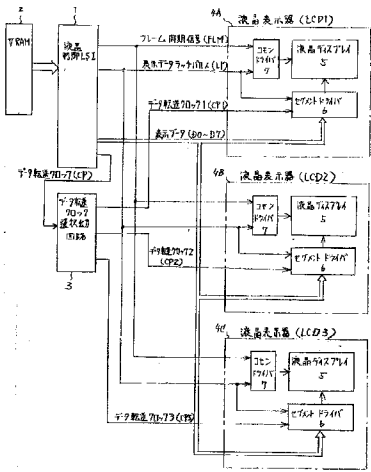 2
VRAM
1
液晶
制御LSI
フレーム同期信号(FLM)
表示データラッチパルス(LP)
データ転送クロック1(CP1)
表示データ(D0~D7)
データ転送クロック(CP)
データ転送
クロック
選択出力
回路
3
データ転送クロック2
(CP2)
データ転送クロック3(CP3)
4A
液晶表示器(LCD1)
コモン
ドライバ
7
液晶ディスプレイ
5
セグメントドライバ
6
4B
液晶表示器(LCD2)
コモン
ドライバ
7
液晶ディスプレイ
5
セグメントドライバ
6
4C
液晶表示器(LCD3)
コモン
ドライバ
7
液晶ディスプレイ
5
セグメントドライバ
6